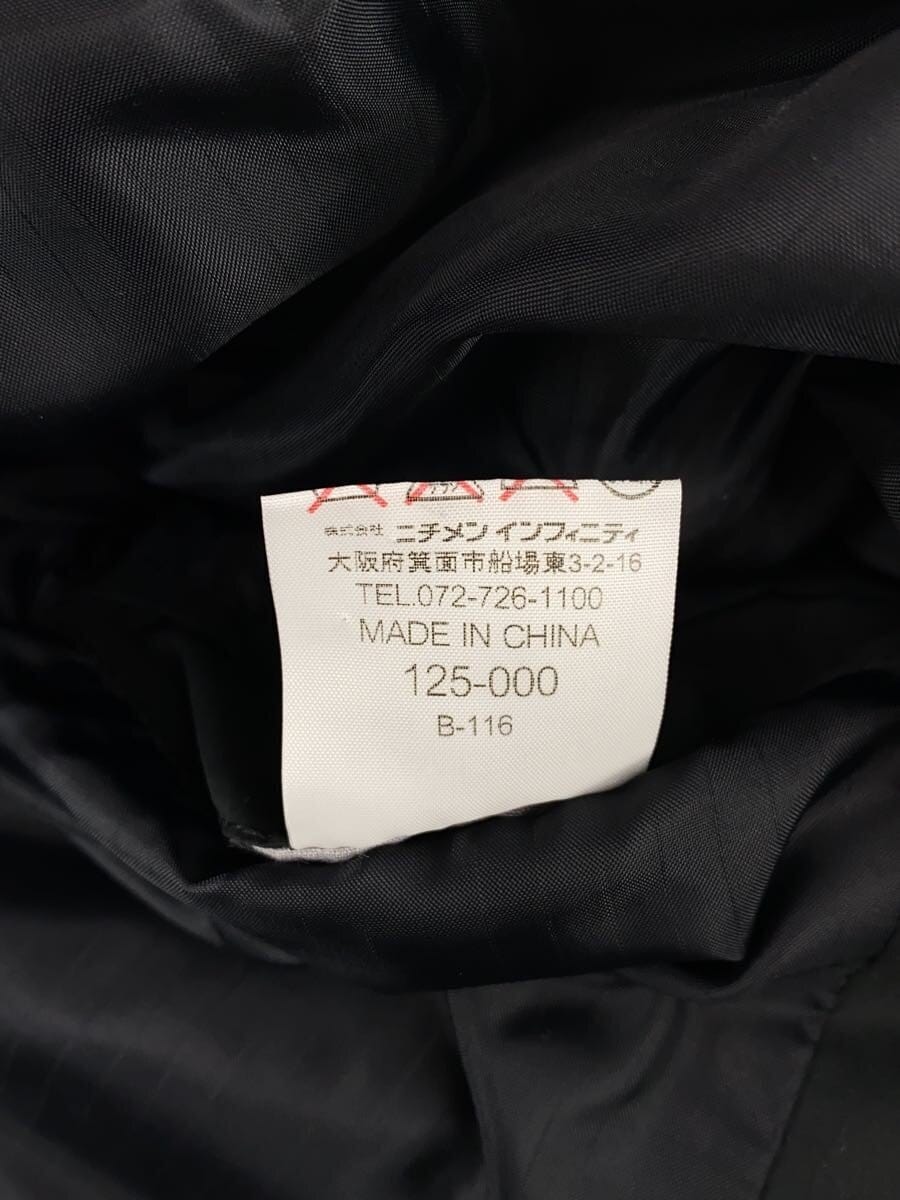 株式会社 ニチメン インフィニティ
大阪府箕面市船場東3-2-16
TEL.072-726-1100
MADE IN CHINA
125-000
B-116